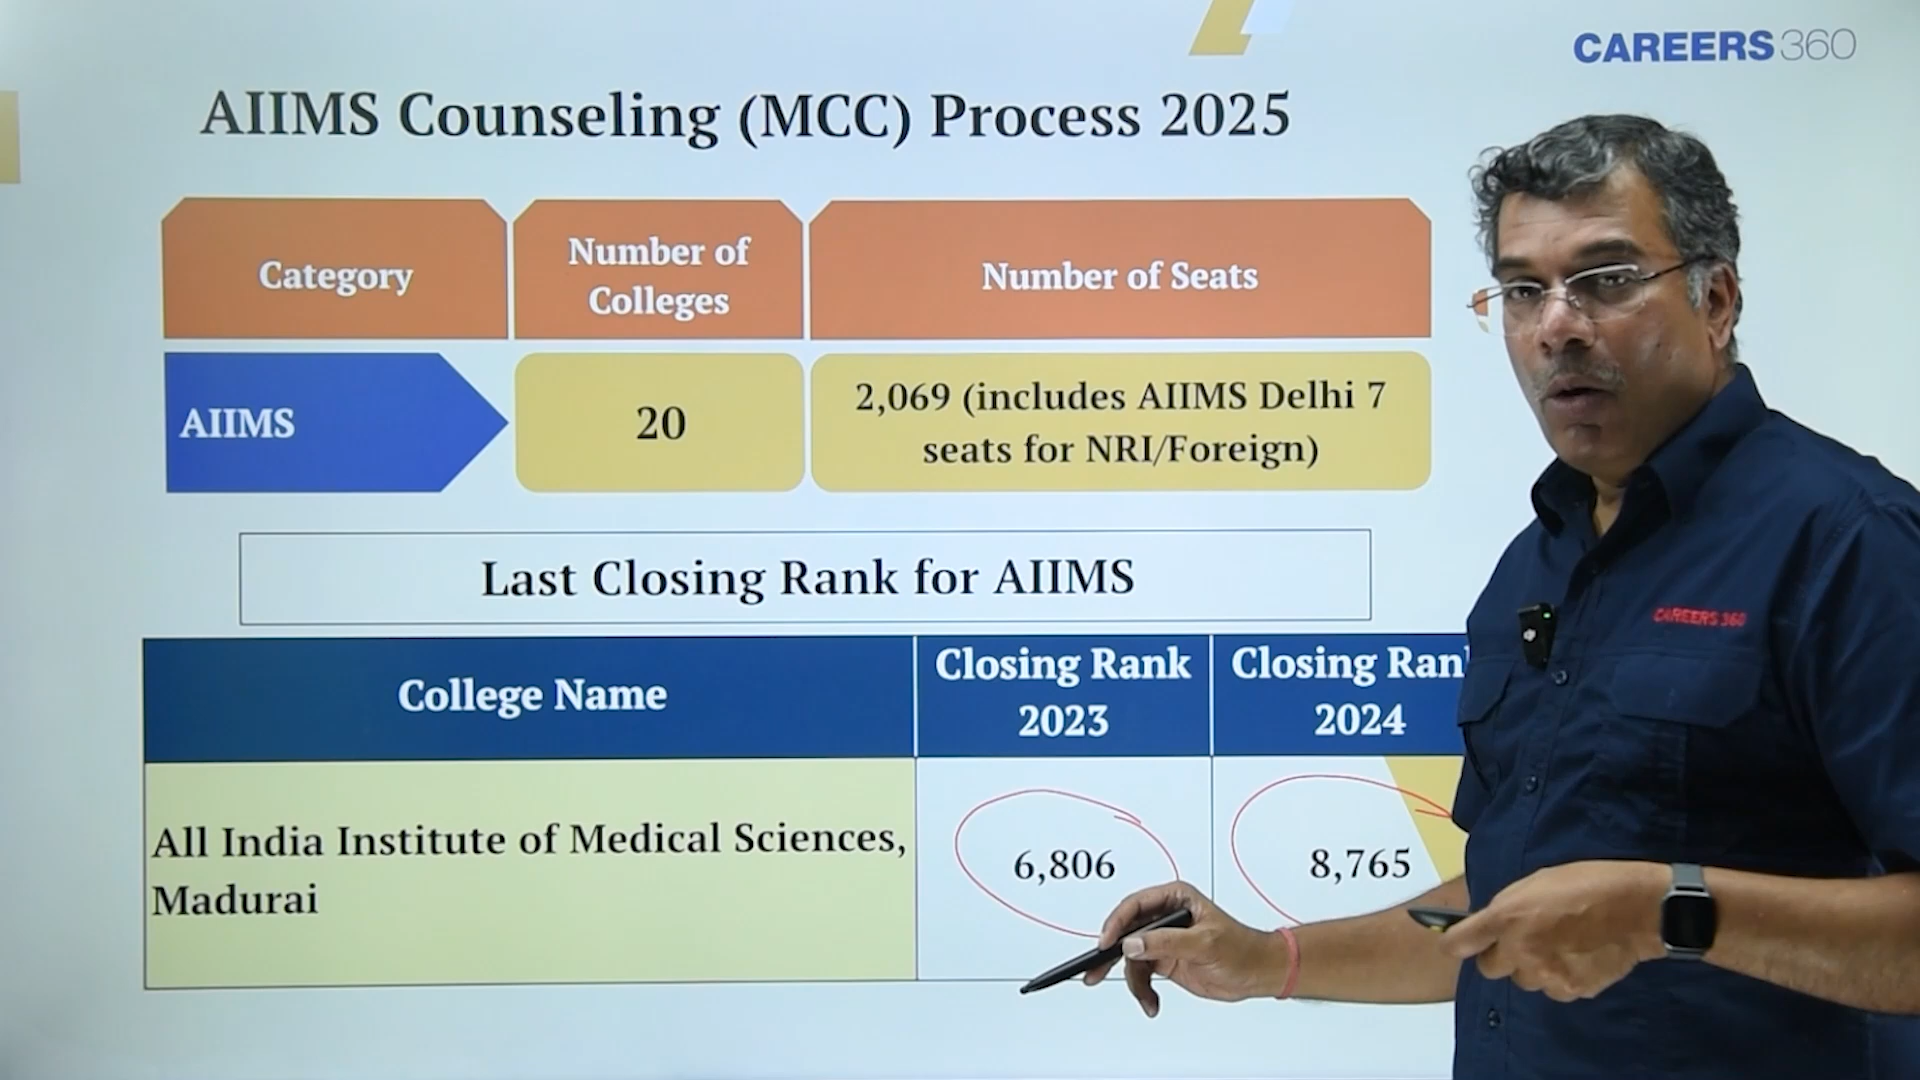 CAREERS360
AIIMS Counseling (MCC) Process 2025
Category
Number of
Colleges
Number of Seats
AIIMS
20
2,069 (includes AIIMS Delhi 7
seats for NRI/Foreign)
Last Closing Rank for AIIMS
College Name
Closing Rank
2023
Closing Ran
2024
All India Institute of Medical Sciences,
Madurai
6,806
8,765
CAREERS 360